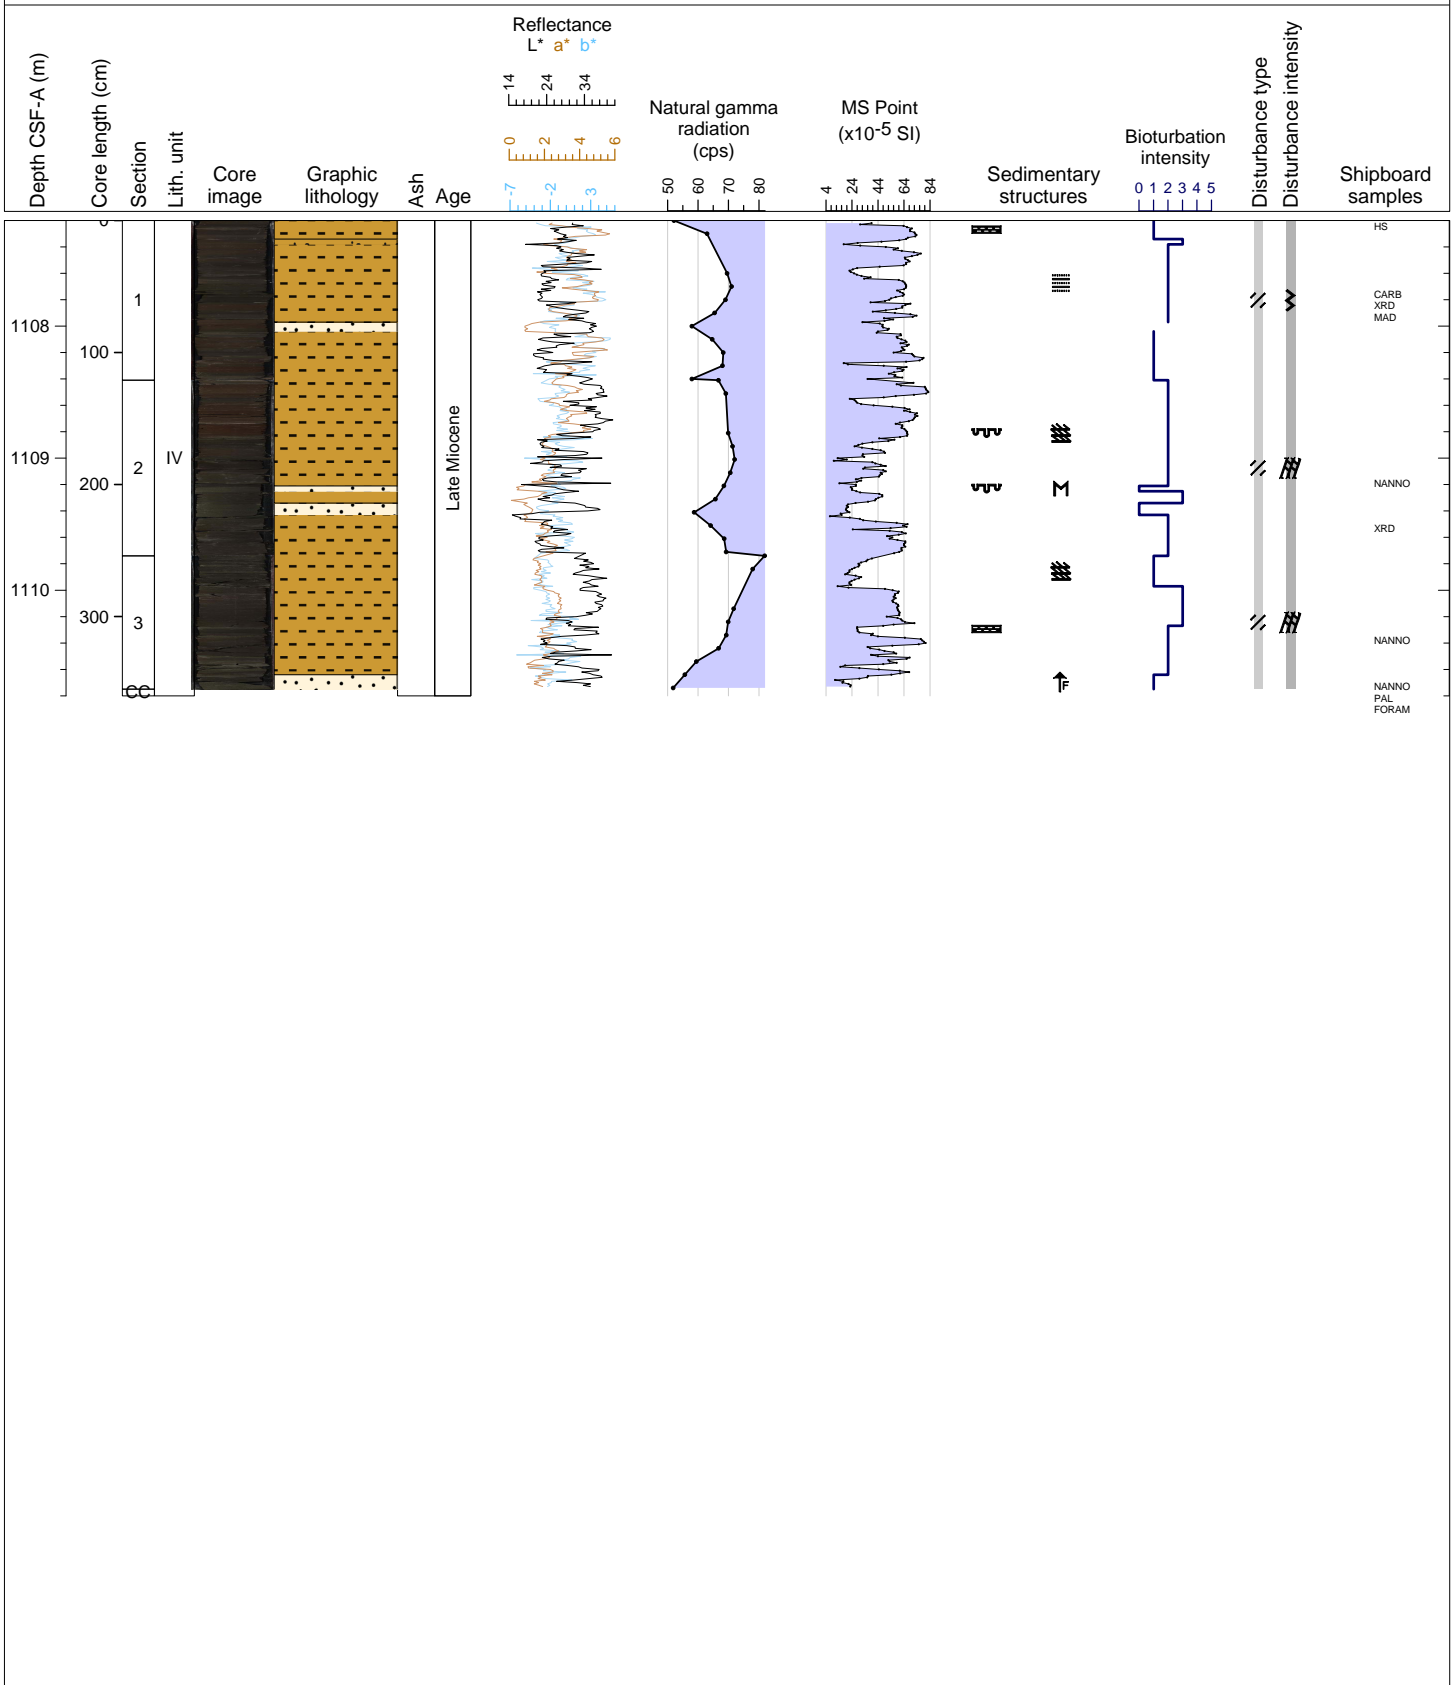 Depth CSF-A (m)
Core length (cm)
Section
Lith. unit
Core
image
Graphic
lithology
Ash
Age
Reflectance
L* a* b*
14 24 34
0 2 4 6
-7 -2 3
Natural gamma
radiation
(cps)
50 60 70 80
MS Point
(x10-5 SI)
4 24 44 64 84
Sedimentary
structures
Bioturbation
intensity
0 1 2 3 4 5
Disturbance type
Disturbance intensity
Shipboard
samples
0
HS
1
CARB
XRD
MAD
1108
100
Late Miocene
IV
1109
2
200
NANNO
M
XRD
1110
300
3
NANNO
CC
F
NANNO
PAL
FORAM